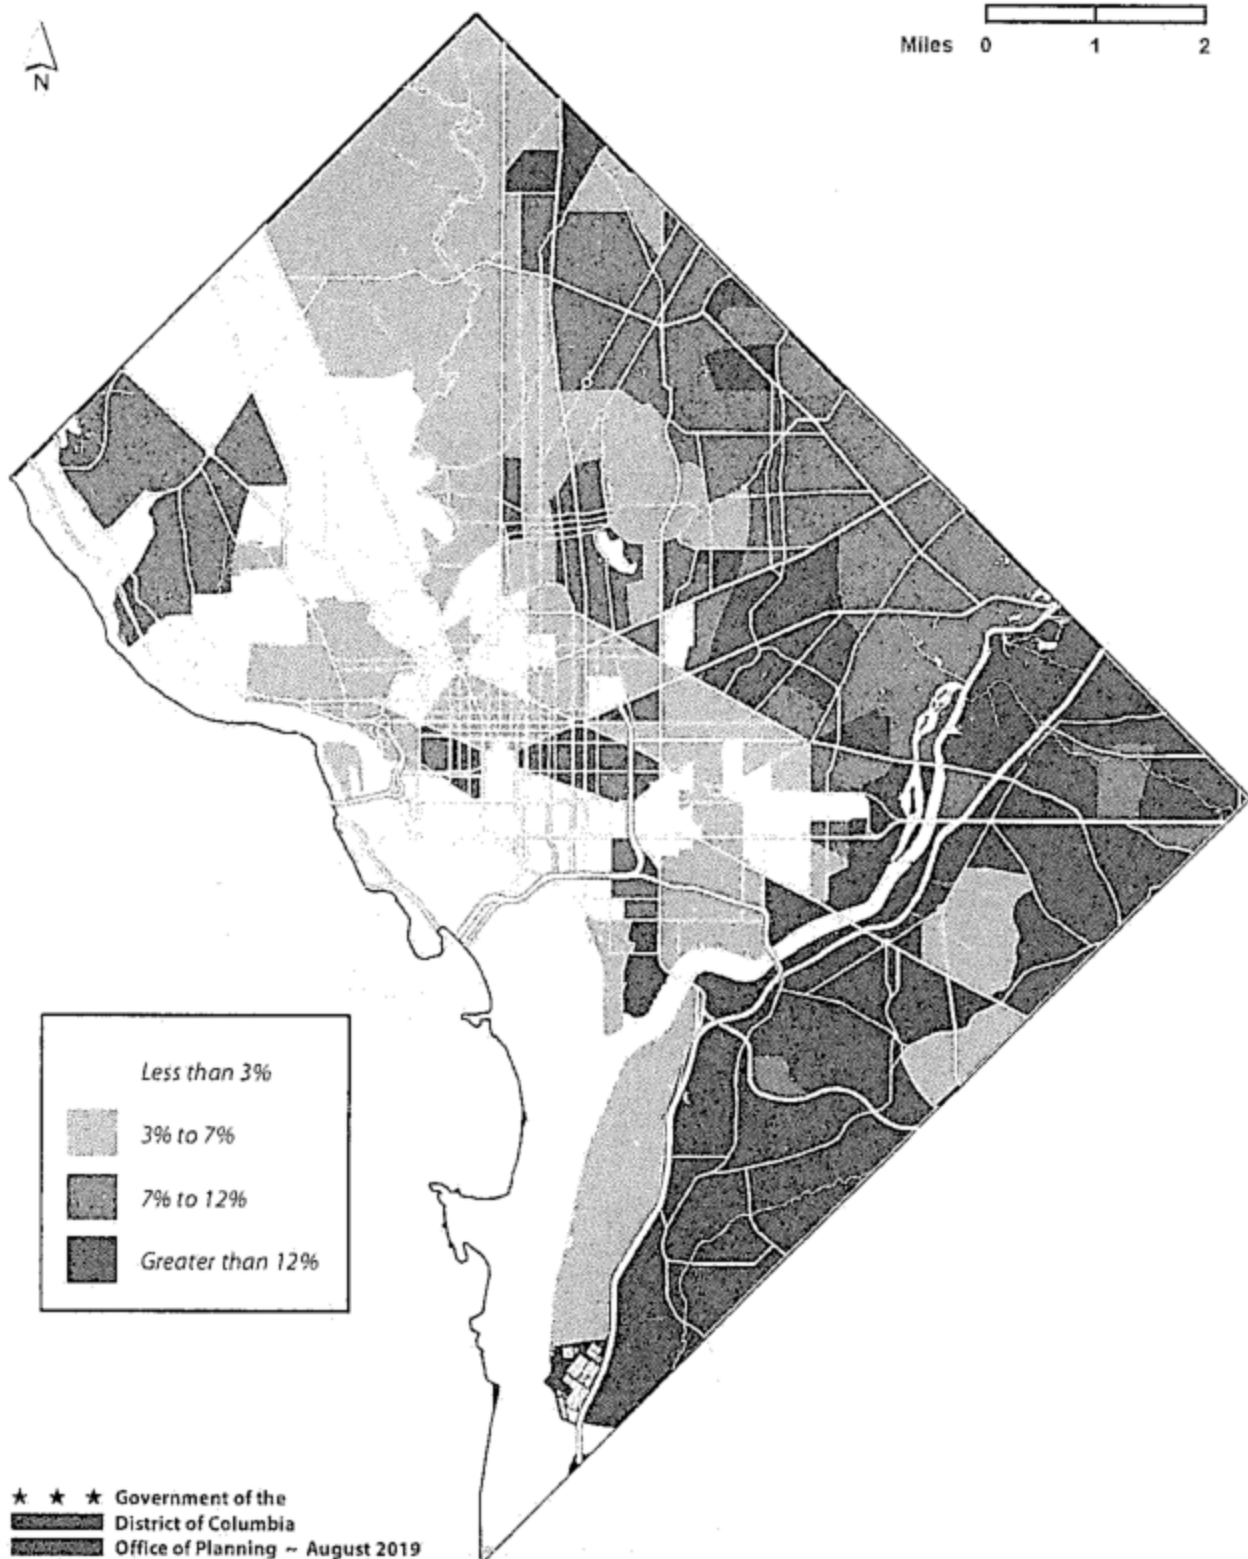 N
Miles 0 1 2
Less than 3%
3% to 7%
7% to 12%
Greater than 12%
★ ★ ★ Government of the
District of Columbia
Office of Planning ~ August 2019